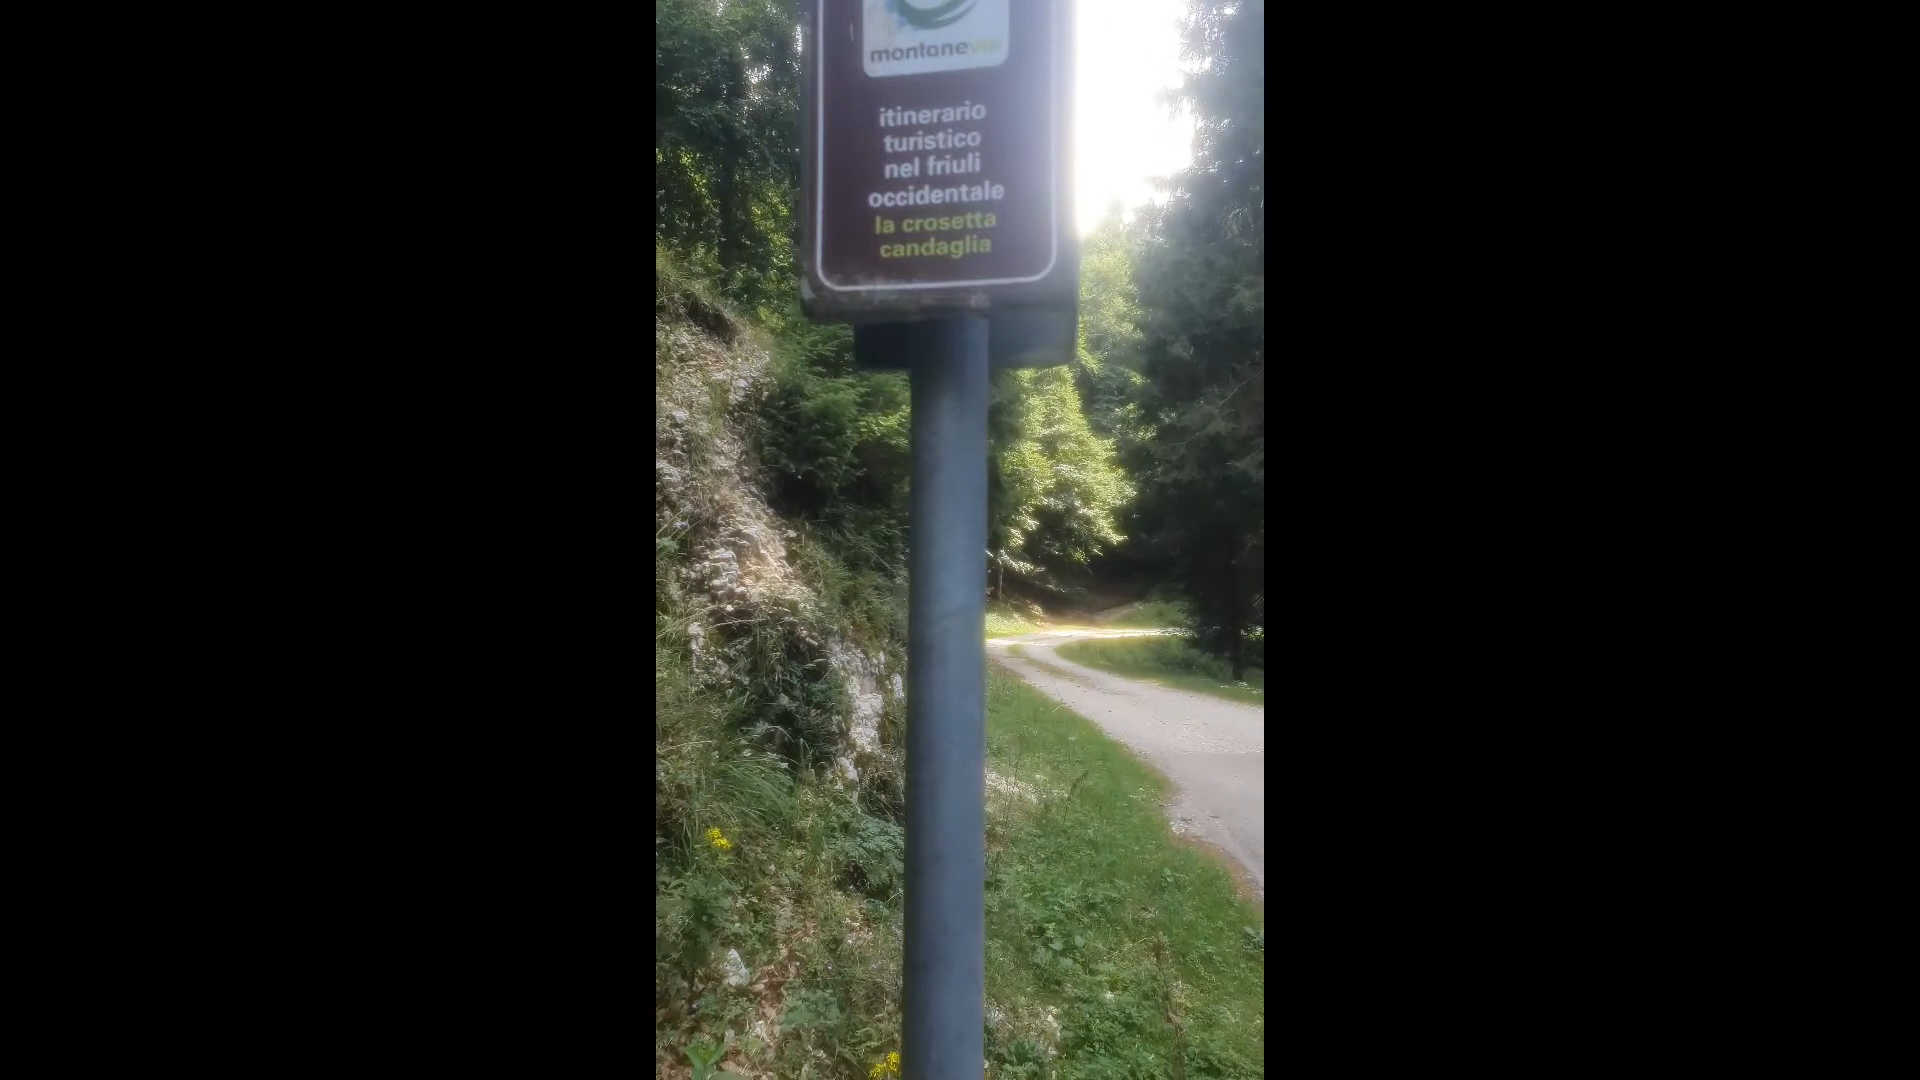 montanevie
itinerario
turistico
nel friuli
occidentale
la crosetta
candaglia